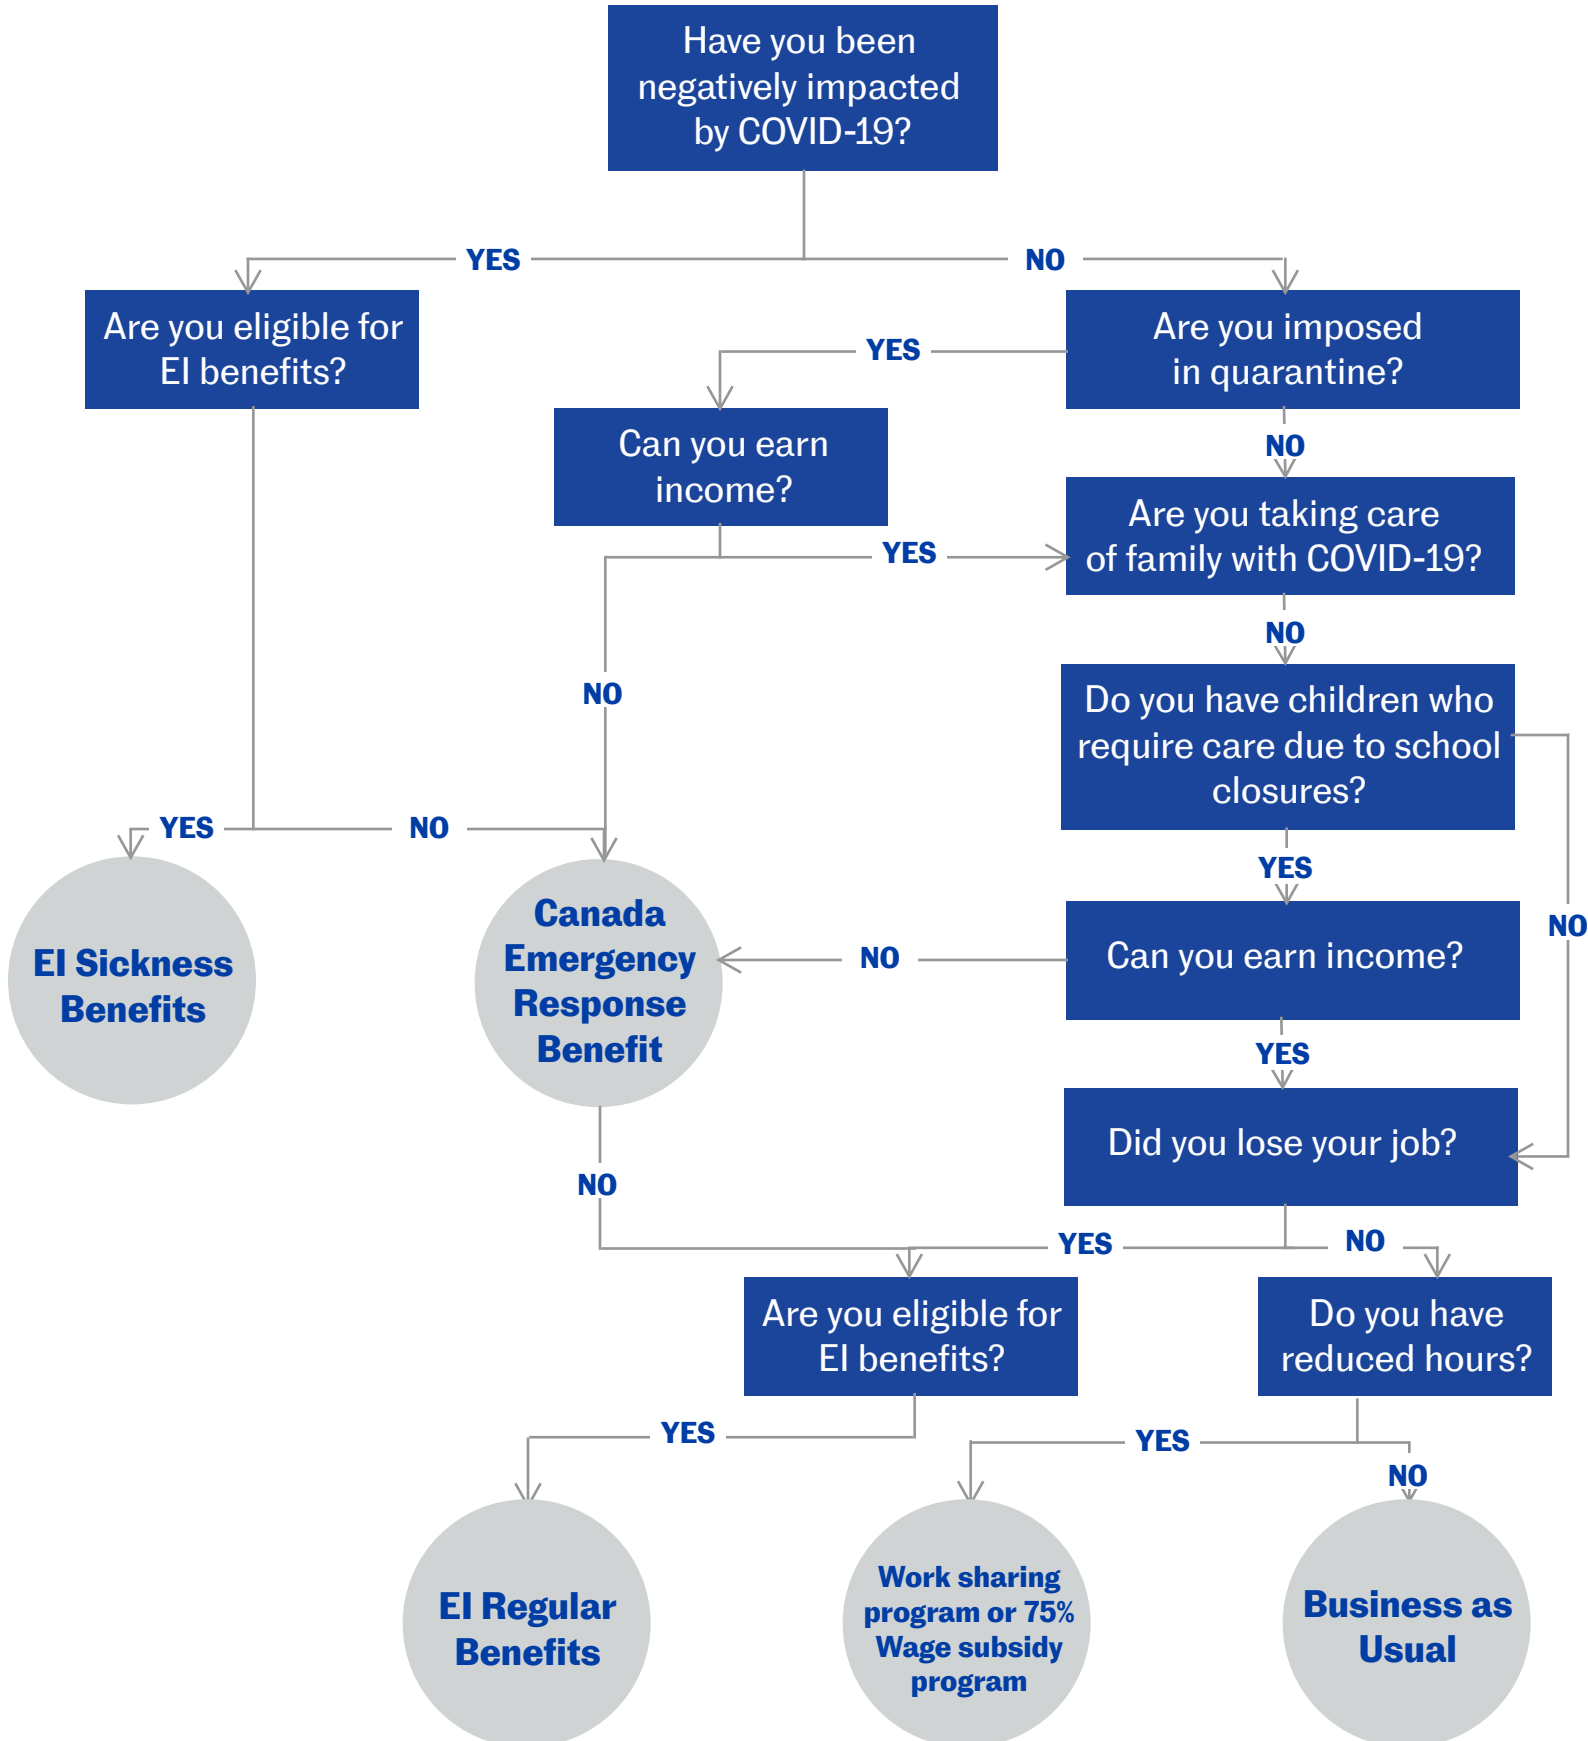 Have you been
negatively impacted
by COVID-19?
YES
NO
Are you eligible for
EI benefits?
Are you imposed
in quarantine?
YES
Can you earn
income?
NO
Are you taking care
of family with COVID-19?
YES
NO
Do you have children who
require care due to school
closures?
NO
YES
NO
YES
NO
Can you earn income?
NO
EI Sickness
Benefits
Canada
Emergency
Response
Benefit
YES
Did you lose your job?
NO
YES
NO
Are you eligible for
EI benefits?
Do you have
reduced hours?
YES
YES
NO
EI Regular
Benefits
Work sharing
program or 75%
Wage subsidy
program
Business as
Usual